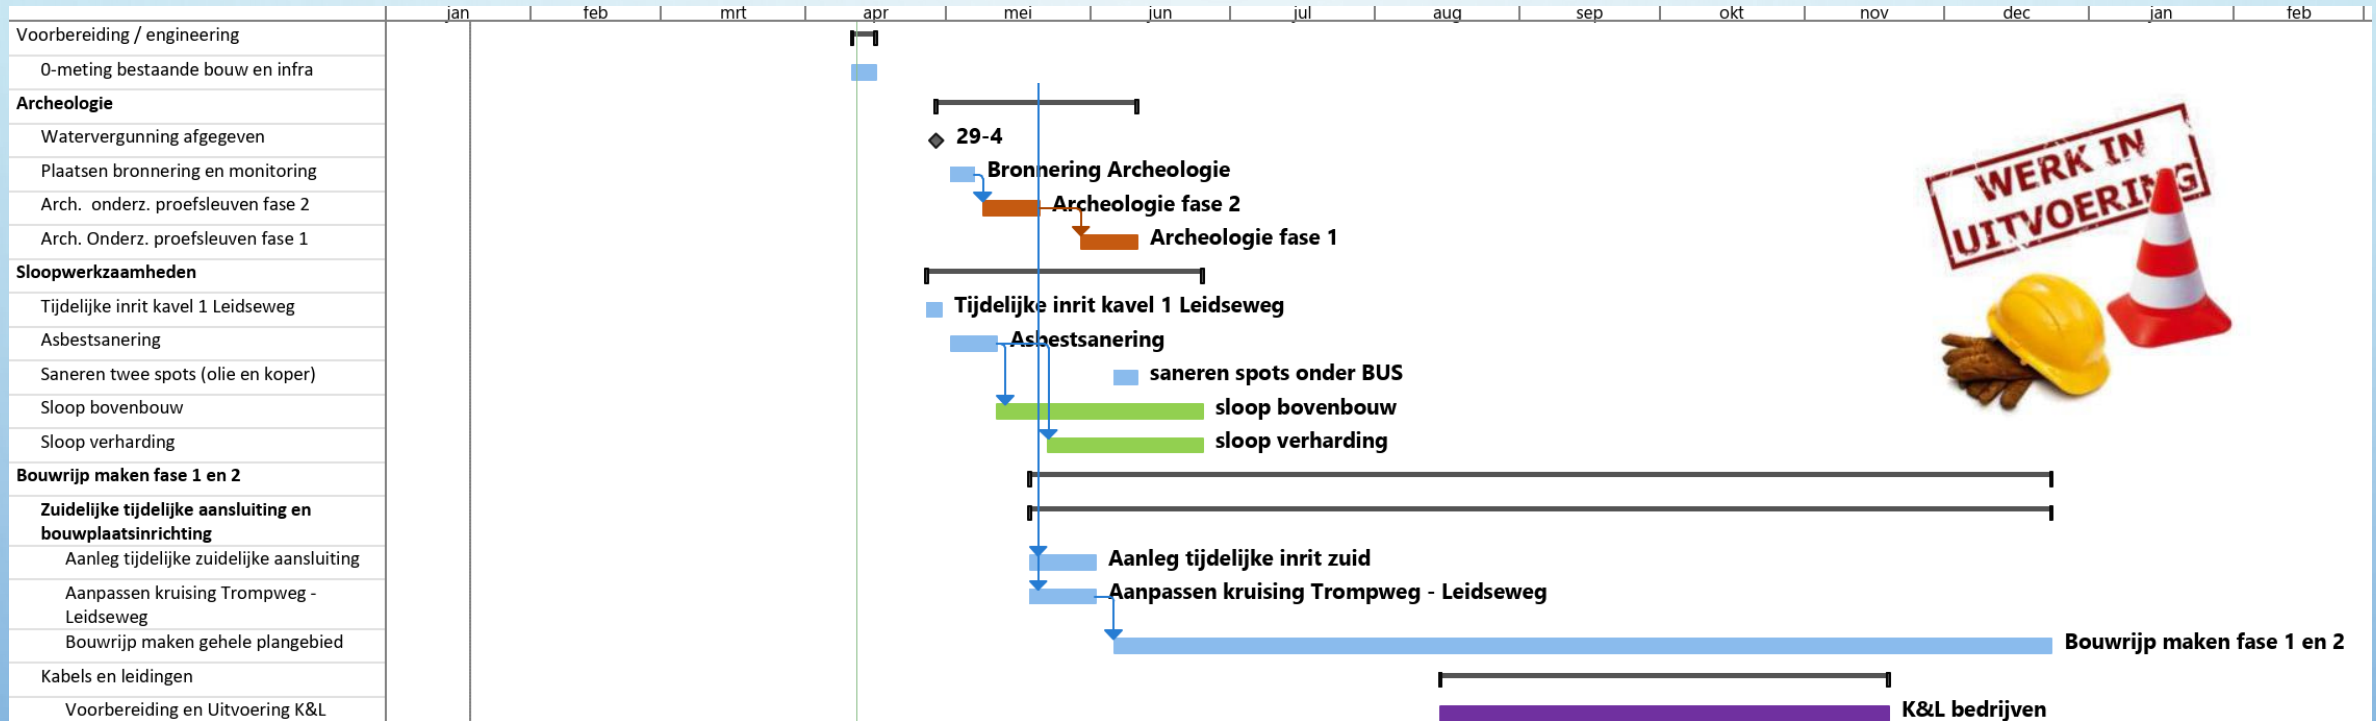 jan feb mrt apr mei jun jul aug sep okt nov dec jan feb
Voorbereiding / engineering
0-meting bestaande bouw en infra
Archeologie
Watervergunning afgegeven 29-4
Plaatsen bronnering en monitoring Bronnering Archeologie
Arch. onderz. proefsleuven fase 2 Archeologie fase 2
Arch. Onderz. proefsleuven fase 1 Archeologie fase 1
Sloopwerkzaamheden
Tijdelijke inrit kavel 1 Leidseweg Tijdelijke inrit kavel 1 Leidseweg
Asbestsanering Asbestsanering
Saneren twee spots (olie en koper) saneren spots onder BUS
Sloop bovenbouw sloop bovenbouw
Sloop verharding sloop verharding
Bouwrijp maken fase 1 en 2
Zuidelijke tijdelijke aansluiting en
bouwplaatsinrichting
Aanleg tijdelijke zuidelijke aansluiting Aanleg tijdelijke inrit zuid
Aanpassen kruising Trompweg - Aanpassen kruising Trompweg - Leidseweg
Leidseweg
Bouwrijp maken gehele plangebied Bouwrijp maken fase 1 en 2
Kabels en leidingen
Voorbereiding en Uitvoering K&L K&L bedrijven
WERK IN
UITVOERING